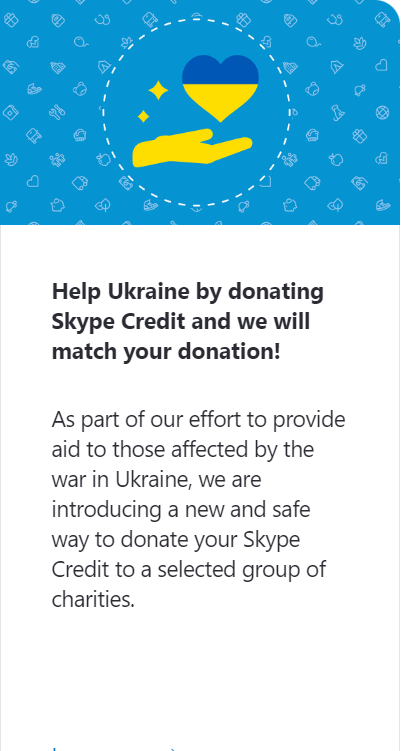 Help Ukraine by donating
Skype Credit and we will
match your donation!
As part of our effort to provide
aid to those affected by the
war in Ukraine, we are
introducing a new and safe
way to donate your Skype
Credit to a selected group of
charities.